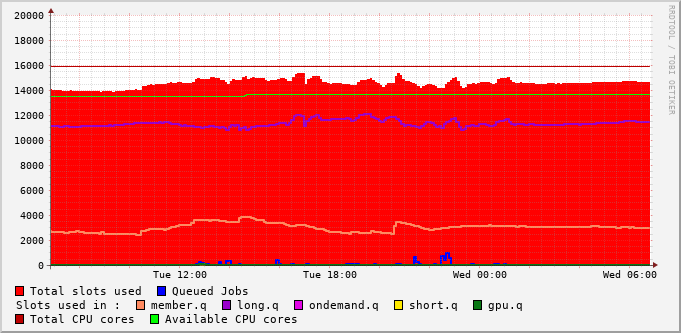 20000
18000
16000
14000
12000
10000
8000
6000
4000
2000
0
Tue 12:00 Tue 18:00 Wed 00:00 Wed 06:00
RRDTOOL / TOBI OETIKER
Total slots used Queued Jobs
Slots used in : member.q long.q ondemand.q short.q gpu.q
Total CPU cores Available CPU cores